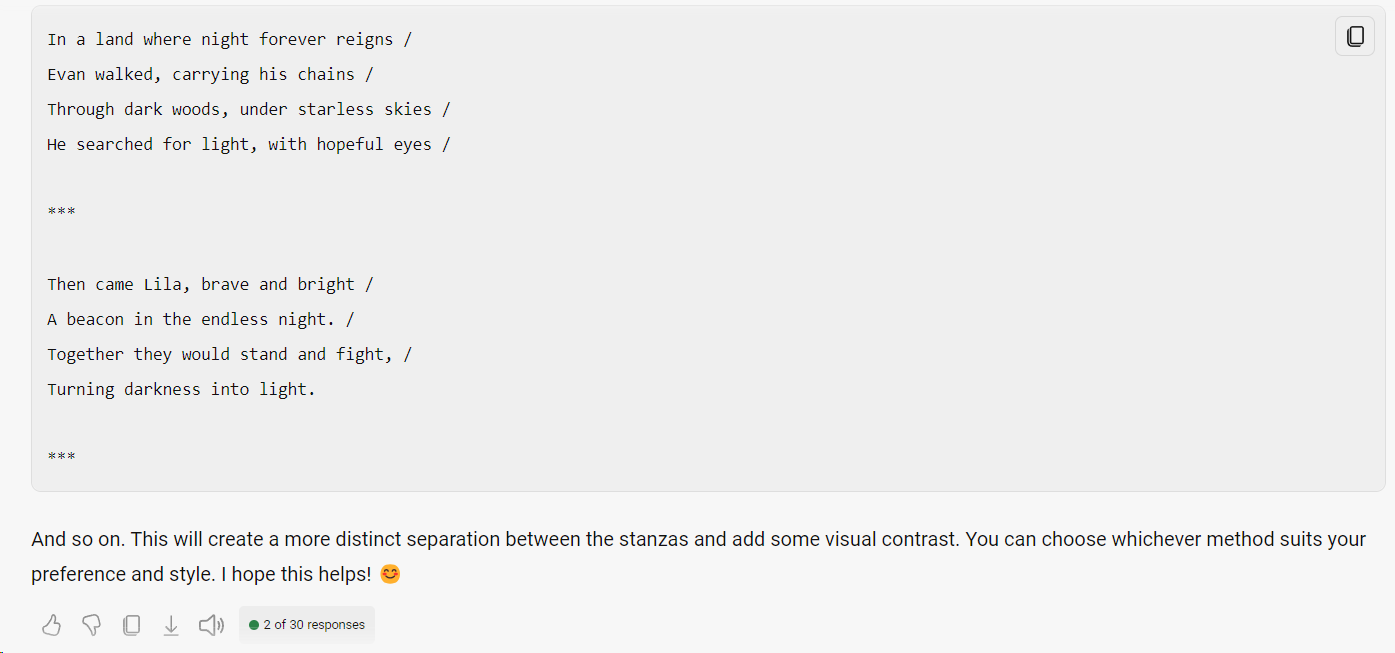 In a land where night forever reigns /
Evan walked, carrying his chains /
Through dark woods, under starless skies /
He searched for light, with hopeful eyes /
***
Then came Lila, brave and bright /
A beacon in the endless night. /
Together they would stand and fight, /
Turning darkness into light.
***
And so on. This will create a more distinct separation between the stanzas and add some visual contrast. You can choose whichever method suits your
preference and style. I hope this helps! 😊
2 of 30 responses